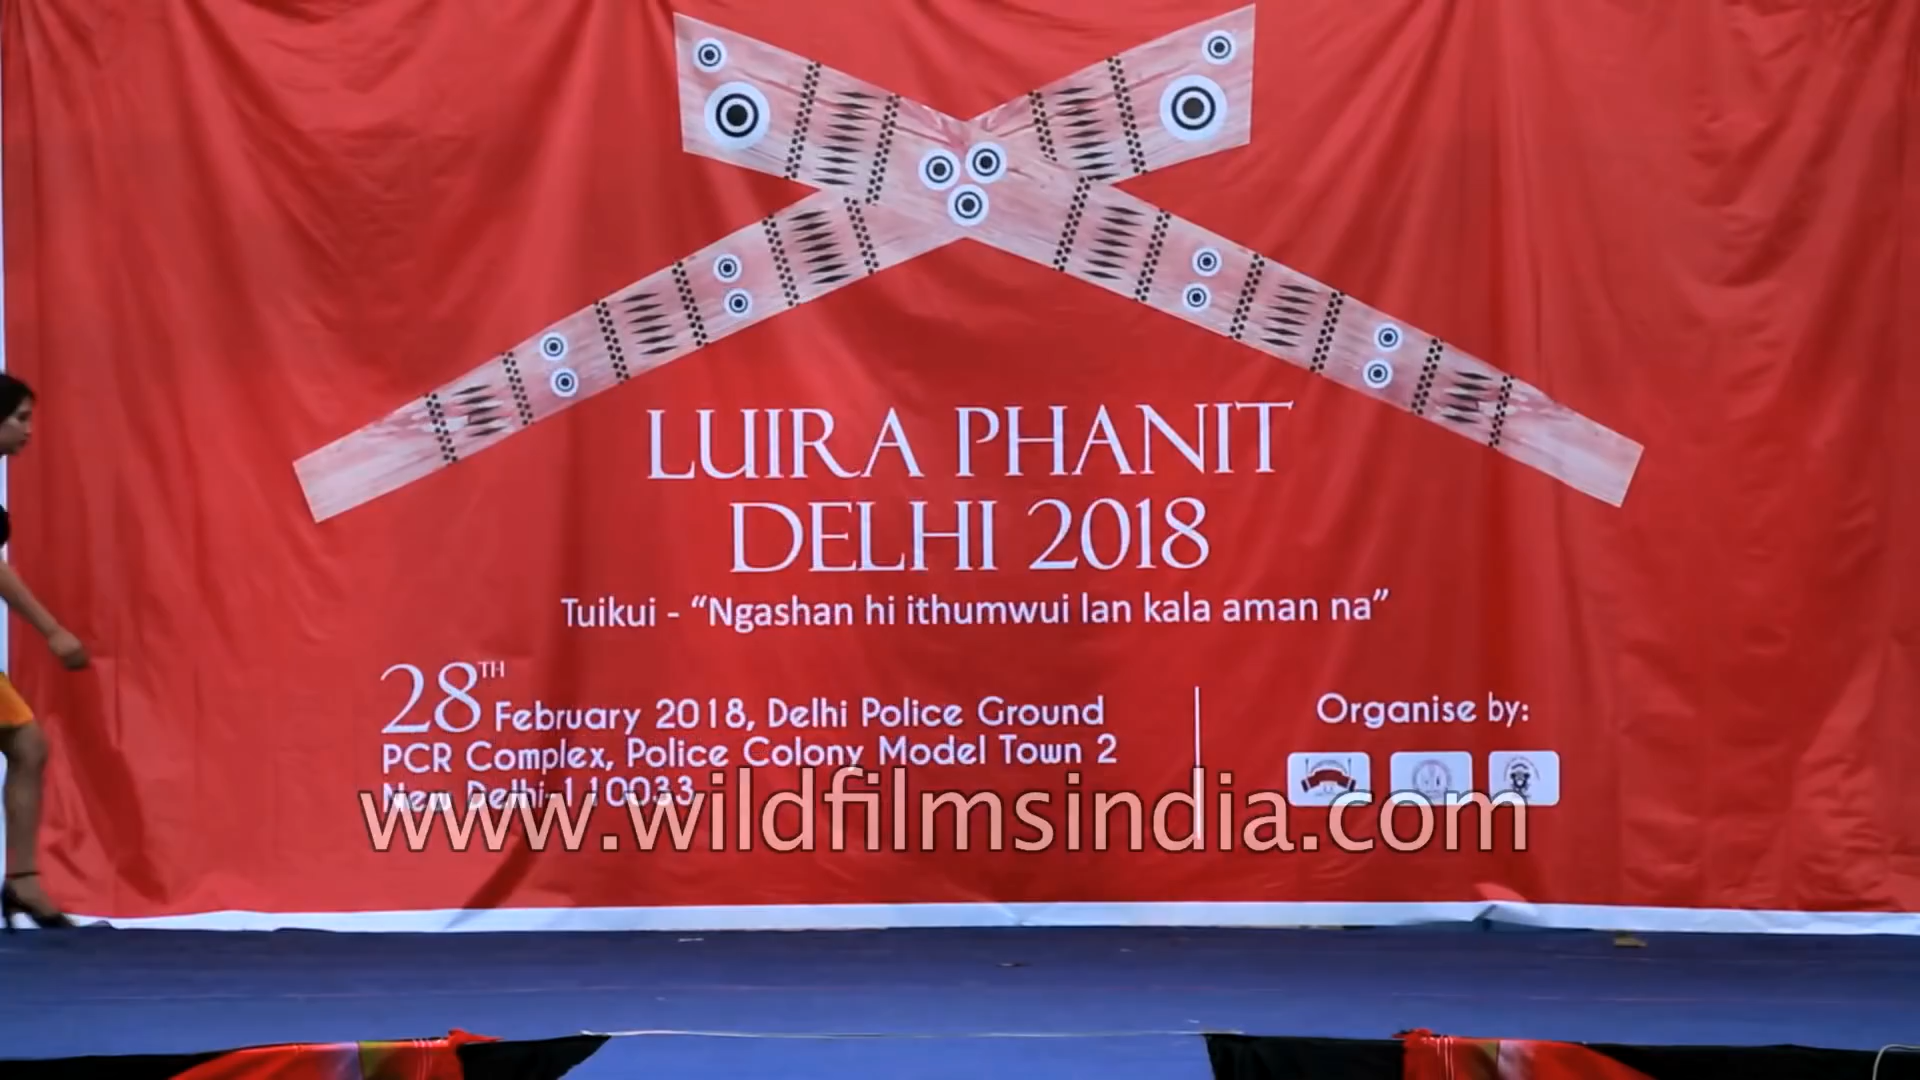 LUIRA PHANIT
DELHI 2018
Tuikui - “Ngashan hi ithumwui lan kala aman na”
28TH February 2018, Delhi Police Ground
PCR Complex, Police Colony Model Town 2
New Delhi-110033
Organise by:
www.wildfilmsindia.com